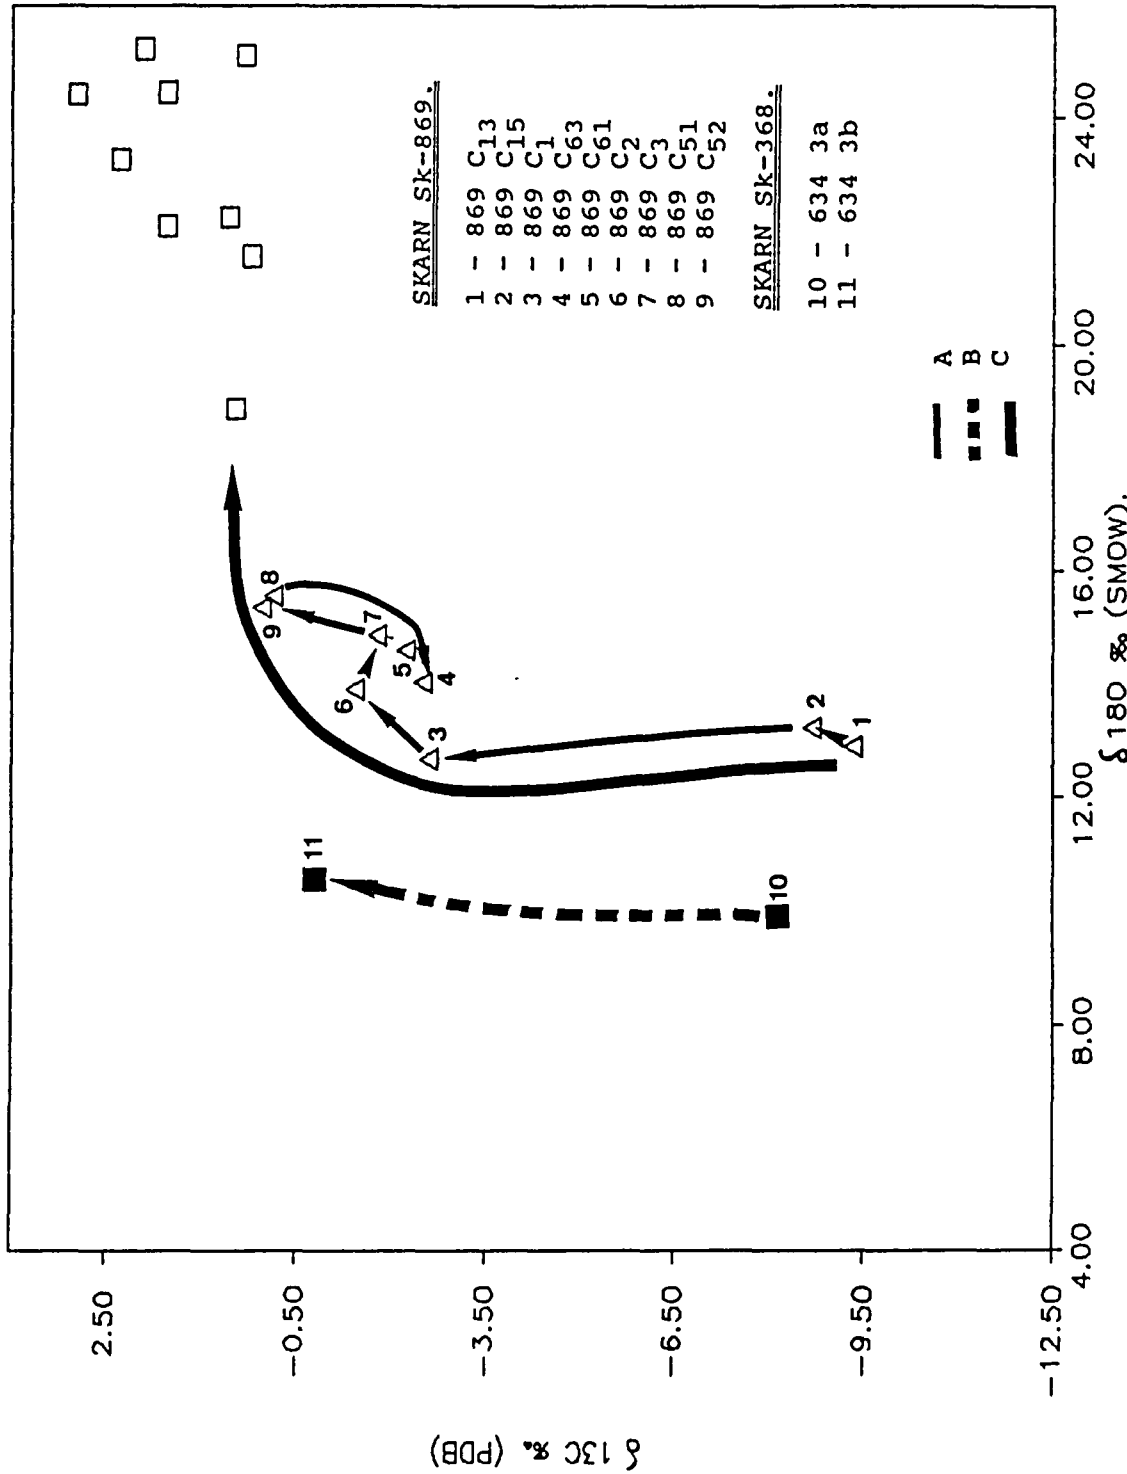 SKARN Sk-869.
1 - 869 C13
2 - 869 C15
3 - 869 C1
4 - 869 C63
5 - 869 C61
6 - 869 C2
7 - 869 C3
8 - 869 C51
9 - 869 C52
SKARN Sk-368.
10 - 634 3a
11 - 634 3b
A
B
C
1
2
3
4
5
6
7
8
9
10
11
2.50
-0.50
-3.50
-6.50
-9.50
-12.50
δ 13C ‰ (PDB)
4.00
8.00
12.00
16.00
20.00
24.00
δ 180 ‰ (SMOW).